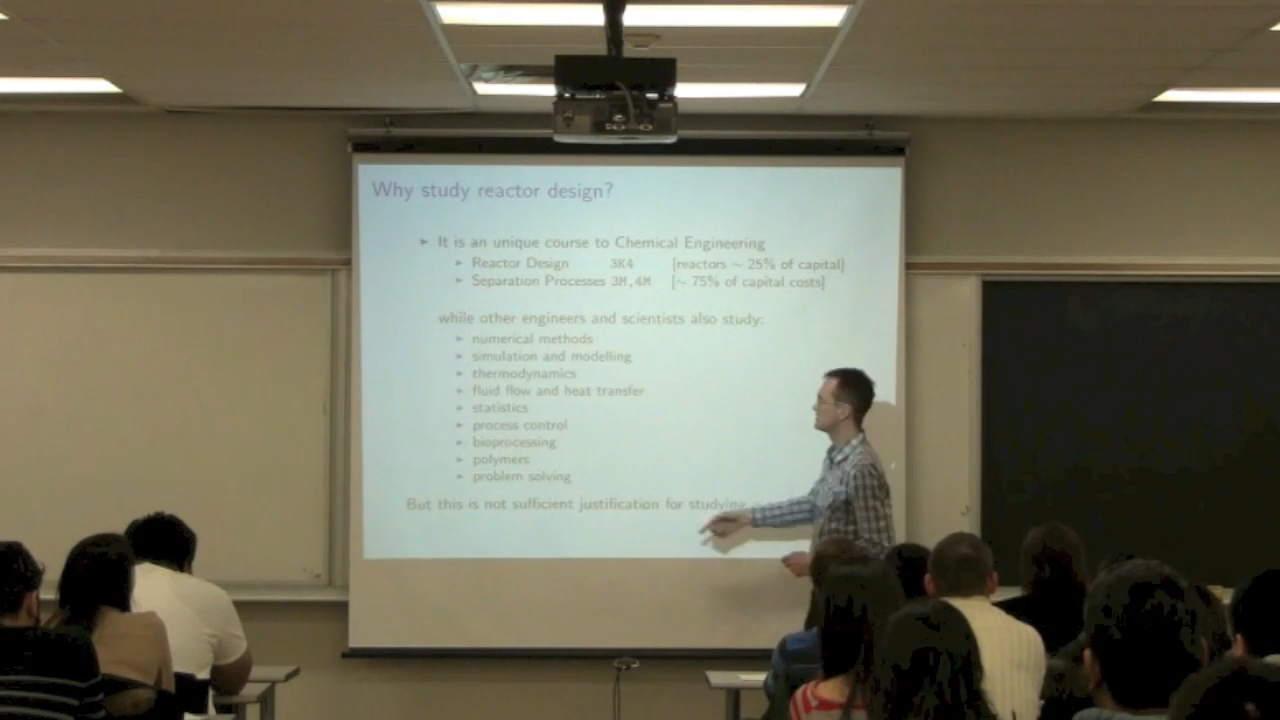 Why study reactor design?
► It is an unique course to Chemical Engineering
► Reactor Design 3K4 [reactors ~ 25% of capital]
► Separation Processes 3M,4M [~ 75% of capital costs]
while other engineers and scientists also study:
► numerical methods
► simulation and modelling
► thermodynamics
► fluid flow and heat transfer
► statistics
► process control
► bioprocessing
► polymers
► problem solving
But this is not sufficient justification for studying